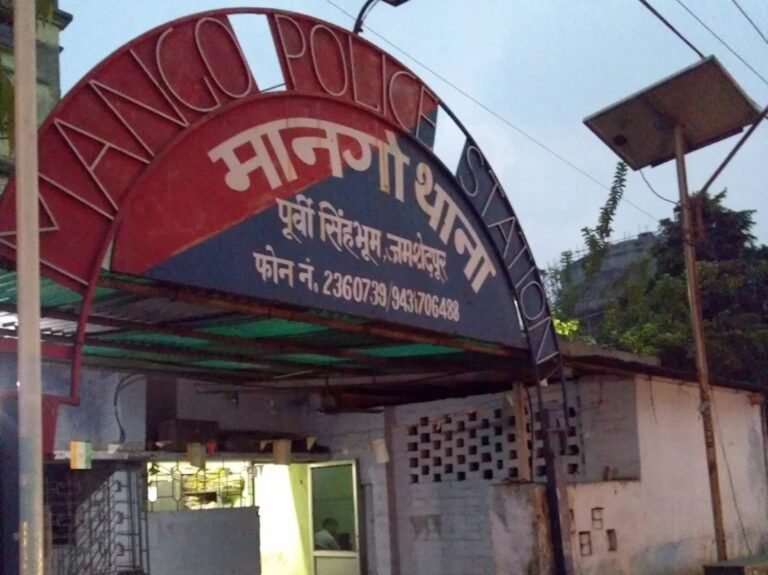 MANGO POLICE STATION
मानगो थाना
पूर्वी सिंहभूम, जमशेदपुर
फोन नं. 2360739/9431706488